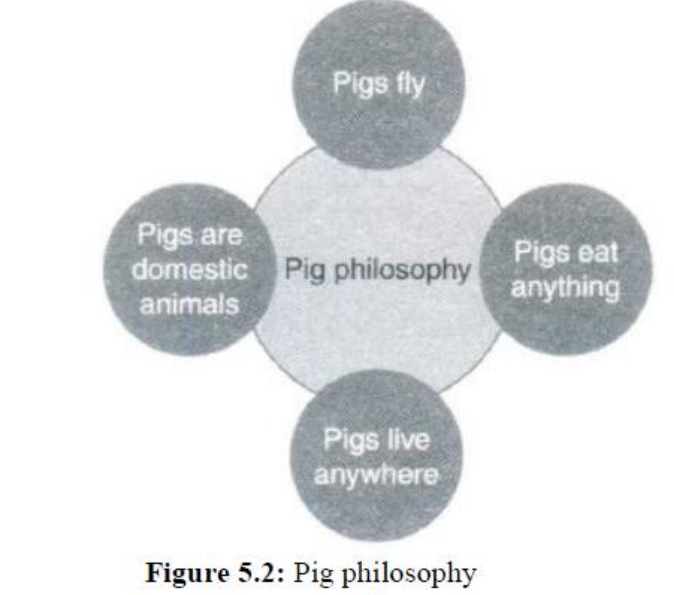 Pigs fly
Pigs are
domestic
animals
Pig philosophy
Pigs eat
anything
Pigs live
anywhere
Figure 5.2: Pig philosophy